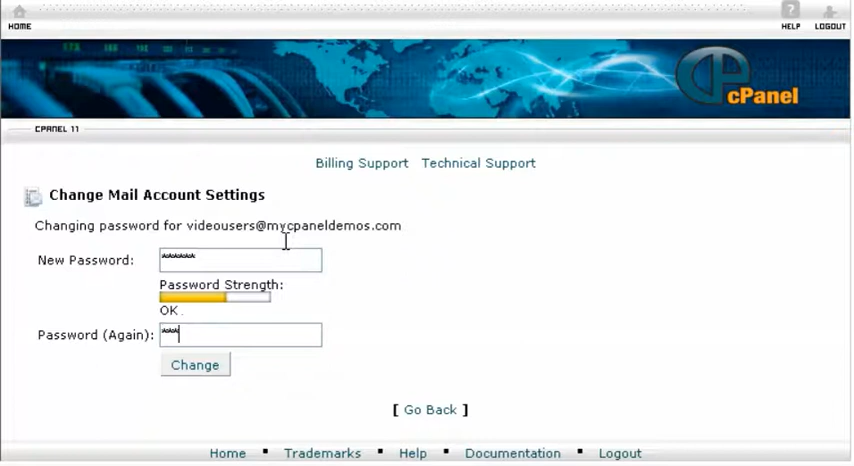 HOME
HELP LOGOUT
cPanel
CPANEL 11
Billing Support Technical Support
Change Mail Account Settings
Changing password for videousers@mycpaneldemos.com
New Password: ******
Password Strength:
OK.
Password (Again): ***
Change
[ Go Back ]
Home ▪ Trademarks ▪ Help ▪ Documentation ▪ Logout